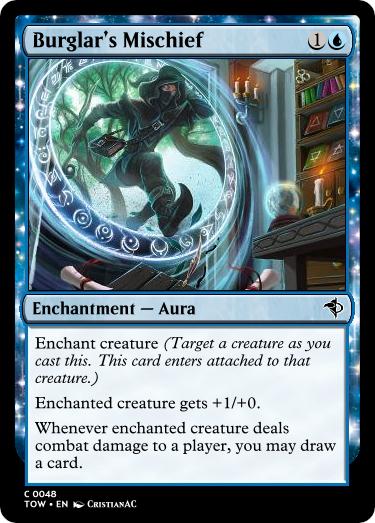 Burglar's Mischief 1
Enchantment — Aura
Enchant creature (Target a creature as you
cast this. This card enters attached to that
creature.)
Enchanted creature gets +1/+0.
Whenever enchanted creature deals
combat damage to a player, you may draw
a card.
C 0048
TOW • EN CristianAC